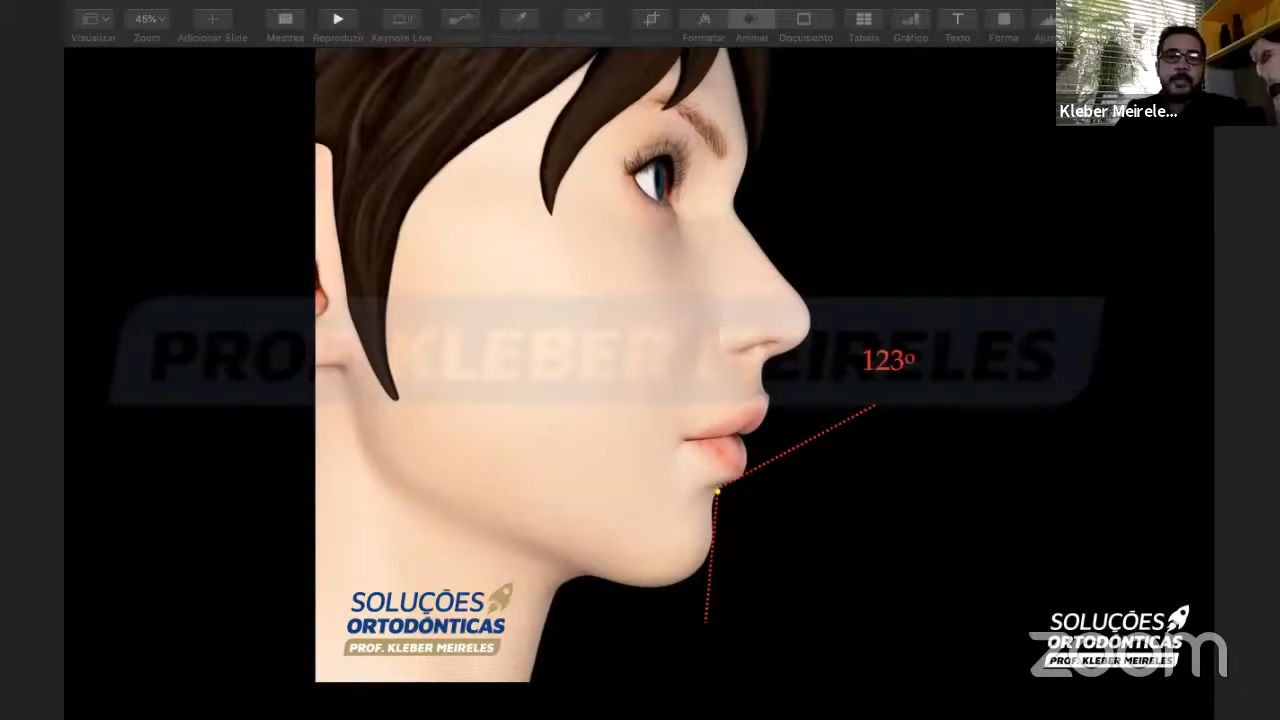 45%
Visualizar Zoom Adicionar Slide Mestres Reproduzir Keynote Live Formatar Animar Documento Tabela Gráfico Texto Forma
Kleber Meirele...
PROF. KLEBER MEIRELES
123º
SOLUÇÕES
ORTODÔNTICAS
PROF. KLEBER MEIRELES
SOLUÇÕES
ORTODÔNTICAS
PROF. KLEBER MEIRELES
zoom